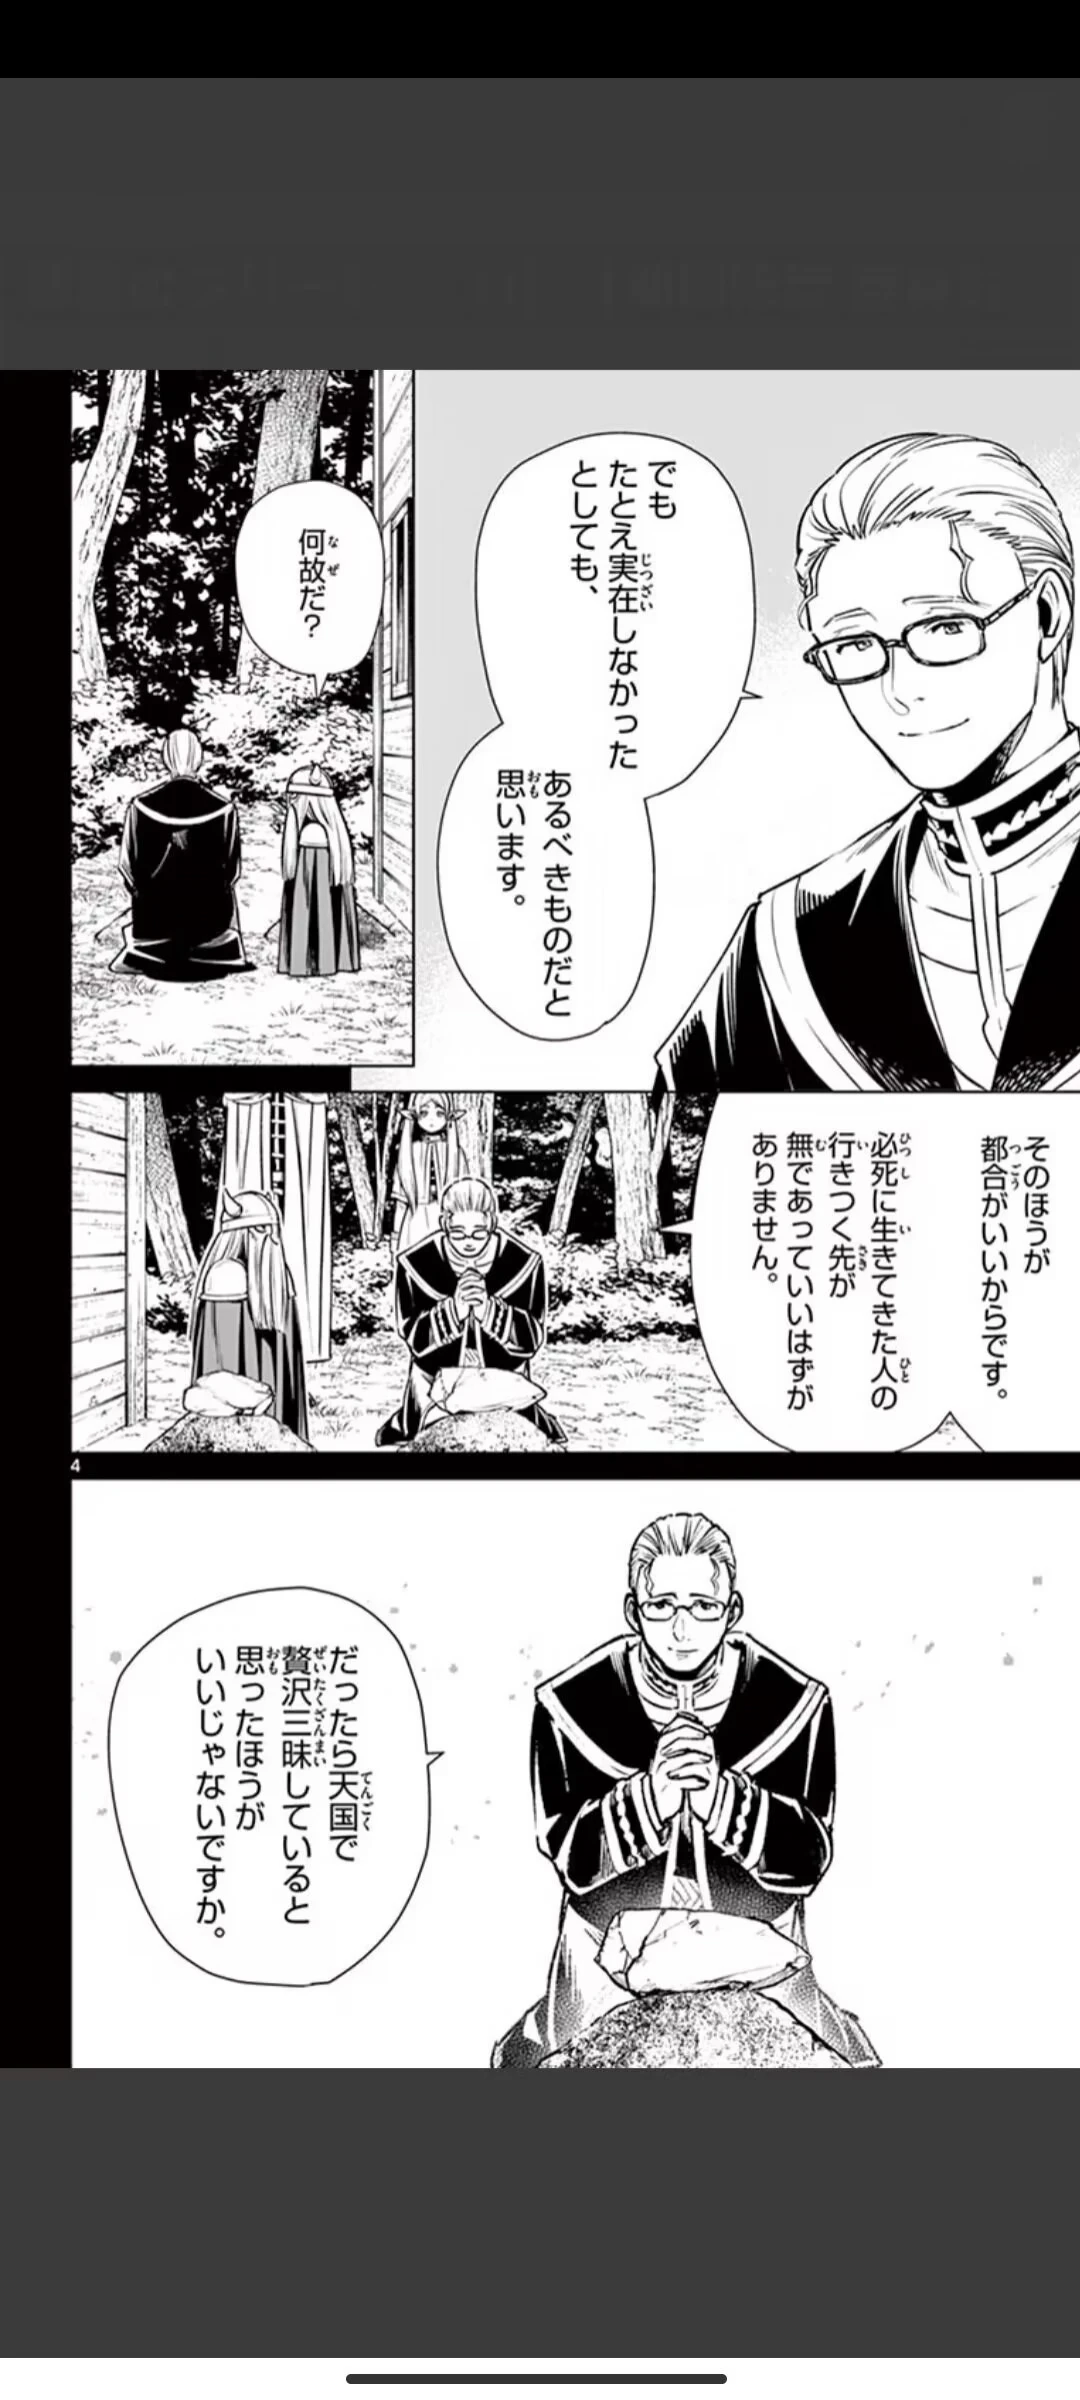 でも
たとえ実在しなかった
としても、
あるべきものだと
思います。
何故だ？
そのほうが
都合がいいからです。
必死に生きてきた人の
行きつく先が
無であっていいはずが
ありません。
4
だったら天国で
贅沢三昧していると
思ったほうが
いいじゃないですか。